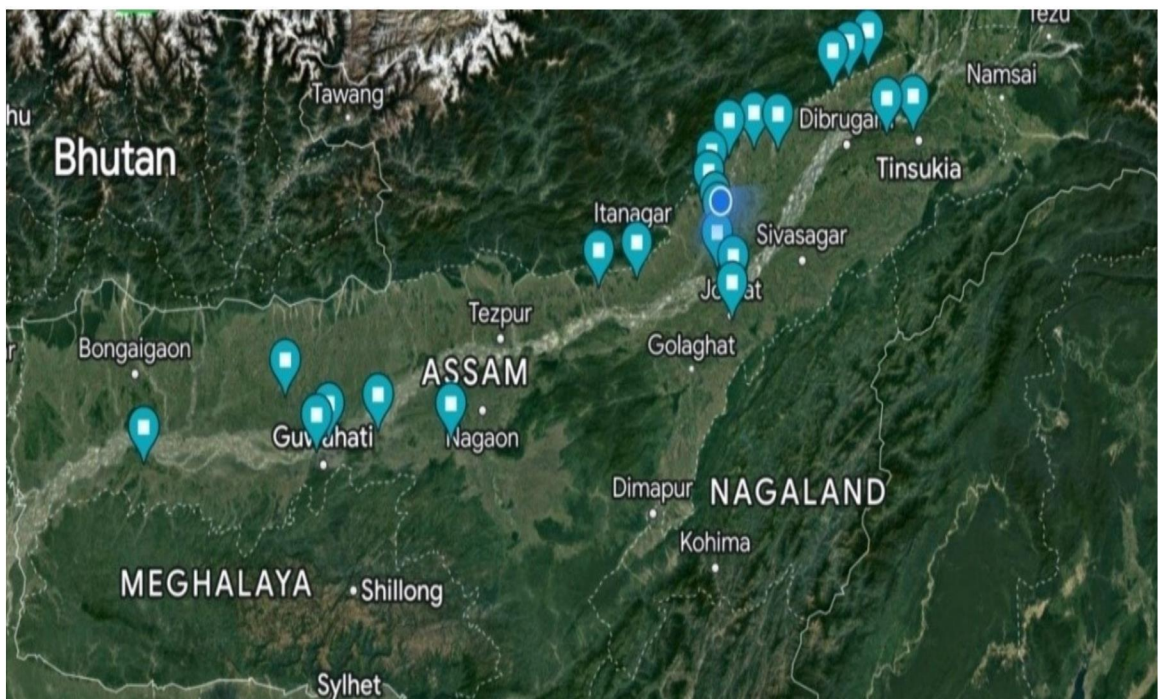 Tezu
Namsai
Tawang
hu
Bhutan
Tinsukia
Itanagar
Sivasagar
Tezpur
Bongaigaon
Golaghat
ASSAM
Guwahati
Nagaon
Dimapur
NAGALAND
Kohima
MEGHALAYA
Shillong
Sylhet